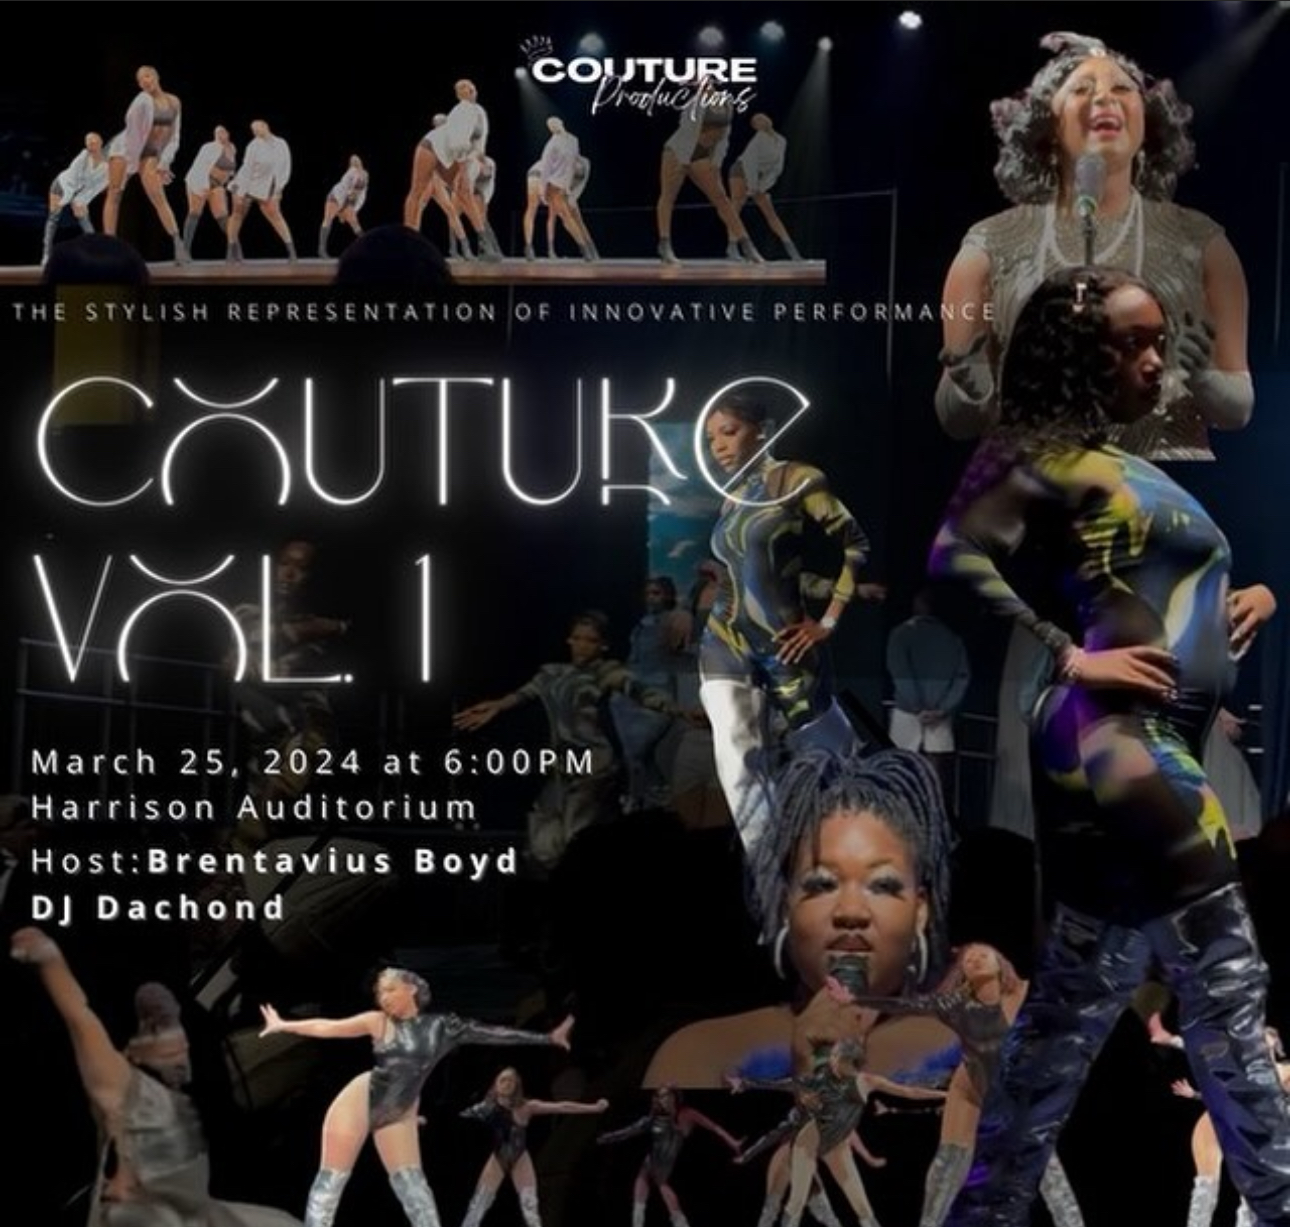 COUTURE
Productions
THE STYLISH REPRESENTATION OF INNOVATIVE PERFORMANCE
COUTURE
VOL. 1
March 25, 2024 at 6:00PM
Harrison Auditorium
Host:Brentavius Boyd
DJ Dachond